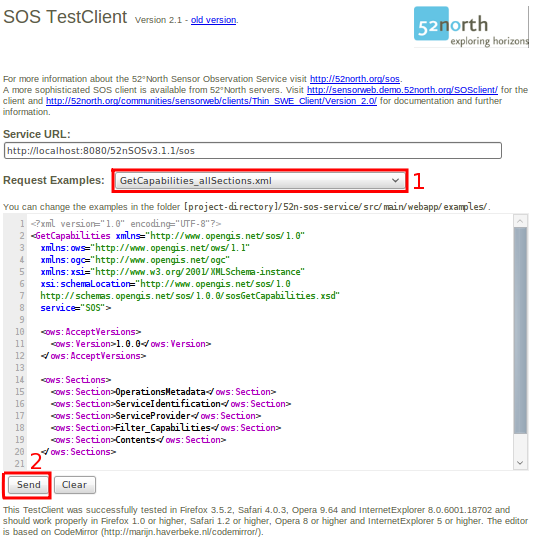 SOS TestClient Version 2.1 - old version.
52north
exploring horizons
For more information about the 52°North Sensor Observation Service visit http://52north.org/sos.
A more sophisticated SOS client is available from 52°North servers. Visit http://sensorweb.demo.52north.org/SOSclient/ for the
client and http://52north.org/communities/sensorweb/clients/Thin_SWE_Client/Version_2.0/ for documentation and further
information.
Service URL:
http://localhost:8080/52nSOSv3.1.1/sos
Request Examples: GetCapabilities_allSections.xml 1
You can change the examples in the folder [project-directory]/52n-sos-service/src/main/webapp/examples/.
1 <?xml version="1.0" encoding="UTF-8"?>
2 <GetCapabilities xmlns="http://www.opengis.net/sos/1.0"
3 xmlns:ows="http://www.opengis.net/ows/1.1"
4 xmlns:ogc="http://www.opengis.net/ogc"
5 xmlns:xsi="http://www.w3.org/2001/XMLSchema-instance"
6 xsi:schemaLocation="http://www.opengis.net/sos/1.0
7 http://schemas.opengis.net/sos/1.0.0/sosGetCapabilities.xsd"
8 service="SOS">
9
10 <ows:AcceptVersions>
11 <ows:Version>1.0.0</ows:Version>
12 </ows:AcceptVersions>
13
14 <ows:Sections>
15 <ows:Section>OperationsMetadata</ows:Section>
16 <ows:Section>ServiceIdentification</ows:Section>
17 <ows:Section>ServiceProvider</ows:Section>
18 <ows:Section>Filter_Capabilities</ows:Section>
19 <ows:Section>Contents</ows:Section>
20 </ows:Sections>
21
2
Send Clear
This TestClient was successfully tested in Firefox 3.5.2, Safari 4.0.3, Opera 9.64 and InternetExplorer 8.0.6001.18702 and
should work properly in Firefox 1.0 or higher, Safari 1.2 or higher, Opera 8 or higher and InternetExplorer 5 or higher. The editor
is based on CodeMirror (http://marijn.haverbeke.nl/codemirror/).